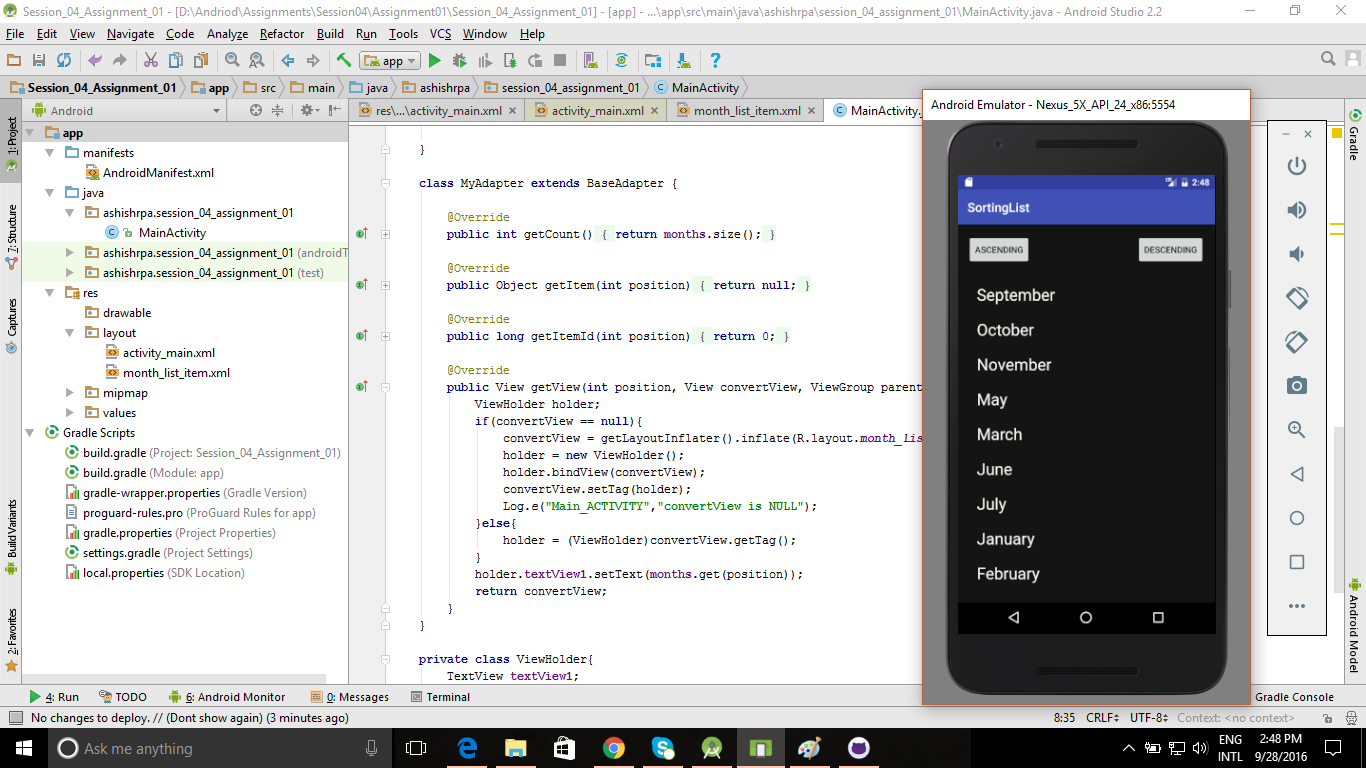 Session_04_Assignment_01 - [D:\Andriod\Assignments\Session04\Assignment01\Session_04_Assignment_01] - [app] - ...\app\src\main\java\ashishrpa\session_04_assignment_01\MainActivity.java - Android Studio 2.2
File Edit View Navigate Code Analyze Refactor Build Run Tools VCS Window Help
app
Session_04_Assignment_01 app src main java ashishrpa session_04_assignment_01 MainActivity
Android
res\...\activity_main.xml activity_main.xml month_list_item.xml MainActivity.
1: Project
7: Structure
Captures
Build Variants
2: Favorites
app
manifests
AndroidManifest.xml
java
ashishrpa.session_04_assignment_01
MainActivity
ashishrpa.session_04_assignment_01 (androidT
ashishrpa.session_04_assignment_01 (test)
res
drawable
layout
activity_main.xml
month_list_item.xml
mipmap
values
Gradle Scripts
build.gradle (Project: Session_04_Assignment_01)
build.gradle (Module: app)
gradle-wrapper.properties (Gradle Version)
proguard-rules.pro (ProGuard Rules for app)
gradle.properties (Project Properties)
settings.gradle (Project Settings)
local.properties (SDK Location)
}
class MyAdapter extends BaseAdapter {
@Override
public int getCount() { return months.size(); }
@Override
public Object getItem(int position) { return null; }
@Override
public long getItemId(int position) { return 0; }
@Override
public View getView(int position, View convertView, ViewGroup parent
ViewHolder holder;
if(convertView == null){
convertView = getLayoutInflater().inflate(R.layout.month_lis
holder = new ViewHolder();
holder.bindView(convertView);
convertView.setTag(holder);
Log.e("Main_ACTIVITY","convertView is NULL");
}else{
holder = (ViewHolder)convertView.getTag();
}
holder.textView1.setText(months.get(position));
return convertView;
}
}
private class ViewHolder{
TextView textView1;
Android Emulator - Nexus_5X_API_24_x86:5554
2:48
SortingList
ASCENDING DESCENDING
September
October
November
May
March
June
July
January
February
Gradle
Android Model
4: Run TODO 6: Android Monitor 0: Messages Terminal Gradle Console
No changes to deploy. // (Dont show again) (3 minutes ago) 8:35 CRLF UTF-8 Context: <no context>
Ask me anything
ENG 2:48 PM
INTL 9/28/2016